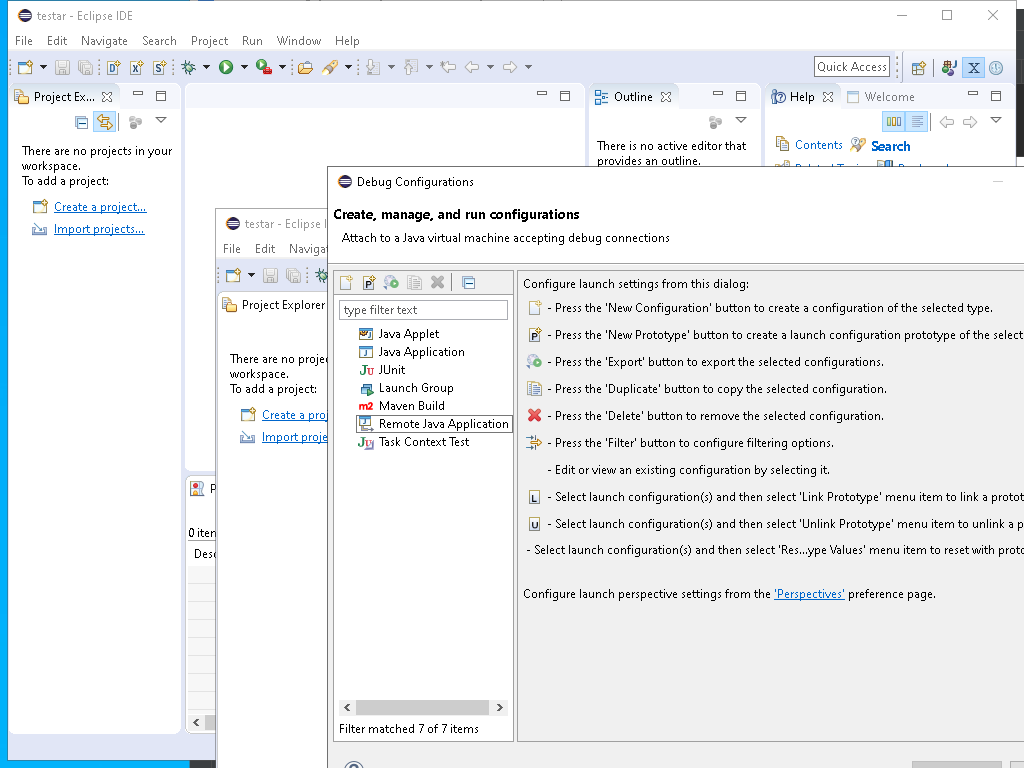 testar - Eclipse IDE
File Edit Navigate Search Project Run Window Help
Quick Access
Project Ex...
Outline
Help
Welcome
There are no projects in your
workspace.
To add a project:
Create a project...
Import projects...
There is no active editor that
provides an outline.
Contents
Search
testar - Eclipse I
File Edit Naviga
Project Explorer
There are no projec
workspace.
To add a project:
Create a proj
Import proje
0 iten
Desc
Debug Configurations
Create, manage, and run configurations
Attach to a Java virtual machine accepting debug connections
type filter text
Java Applet
Java Application
JUnit
Launch Group
Maven Build
Remote Java Application
Task Context Test
Filter matched 7 of 7 items
Configure launch settings from this dialog:
- Press the 'New Configuration' button to create a configuration of the selected type.
- Press the 'New Prototype' button to create a launch configuration prototype of the select
- Press the 'Export' button to export the selected configurations.
- Press the 'Duplicate' button to copy the selected configuration.
- Press the 'Delete' button to remove the selected configuration.
- Press the 'Filter' button to configure filtering options.
- Edit or view an existing configuration by selecting it.
- Select launch configuration(s) and then select 'Link Prototype' menu item to link a protot
- Select launch configuration(s) and then select 'Unlink Prototype' menu item to unlink a p
- Select launch configuration(s) and then select 'Res...ype Values' menu item to reset with proto
Configure launch perspective settings from the 'Perspectives' preference page.